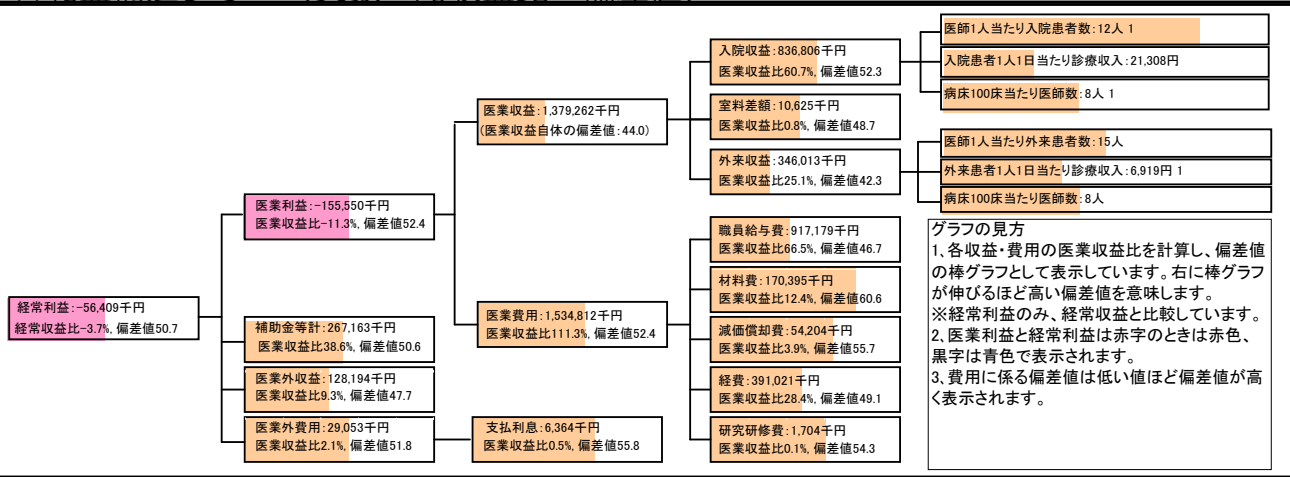 経常利益:-56,409千円
経常収益比-3.7%, 偏差値50.7
医業利益:-155,550千円
医業収益比-11.3%, 偏差値52.4
補助金等計:267,163千円
医業収益比38.6%, 偏差値50.6
医業外収益:128,194千円
医業収益比9.3%, 偏差値47.7
医業外費用:29,053千円
医業収益比2.1%, 偏差値51.8
医業収益:1,379,262千円
(医業収益自体の偏差値:44.0)
医業費用:1,534,812千円
医業収益比111.3%, 偏差値52.4
支払利息:6,364千円
医業収益比0.5%, 偏差値55.8
入院収益:836,806千円
医業収益比60.7%, 偏差値52.3
室料差額:10,625千円
医業収益比0.8%, 偏差値48.7
外来収益:346,013千円
医業収益比25.1%, 偏差値42.3
職員給与費:917,179千円
医業収益比66.5%, 偏差値46.7
材料費:170,395千円
医業収益比12.4%, 偏差値60.6
減価償却費:54,204千円
医業収益比3.9%, 偏差値55.7
経費:391,021千円
医業収益比28.4%, 偏差値49.1
研究研修費:1,704千円
医業収益比0.1%, 偏差値54.3
医師1人当たり入院患者数:12人 1
入院患者1人1日当たり診療収入:21,308円
病床100床当たり医師数:8人 1
医師1人当たり外来患者数:15人
外来患者1人1日当たり診療収入:6,919円 1
病床100床当たり医師数:8人
グラフの見方
1、各収益・費用の医業収益比を計算し、偏差値
の棒グラフとして表示しています。右に棒グラフ
が伸びるほど高い偏差値を意味します。
※経常利益のみ、経常収益と比較しています。
2、医業利益と経常利益は赤字のときは赤色、
黒字は青色で表示されます。
3、費用に係る偏差値は低い値ほど偏差値が高
く表示されます。